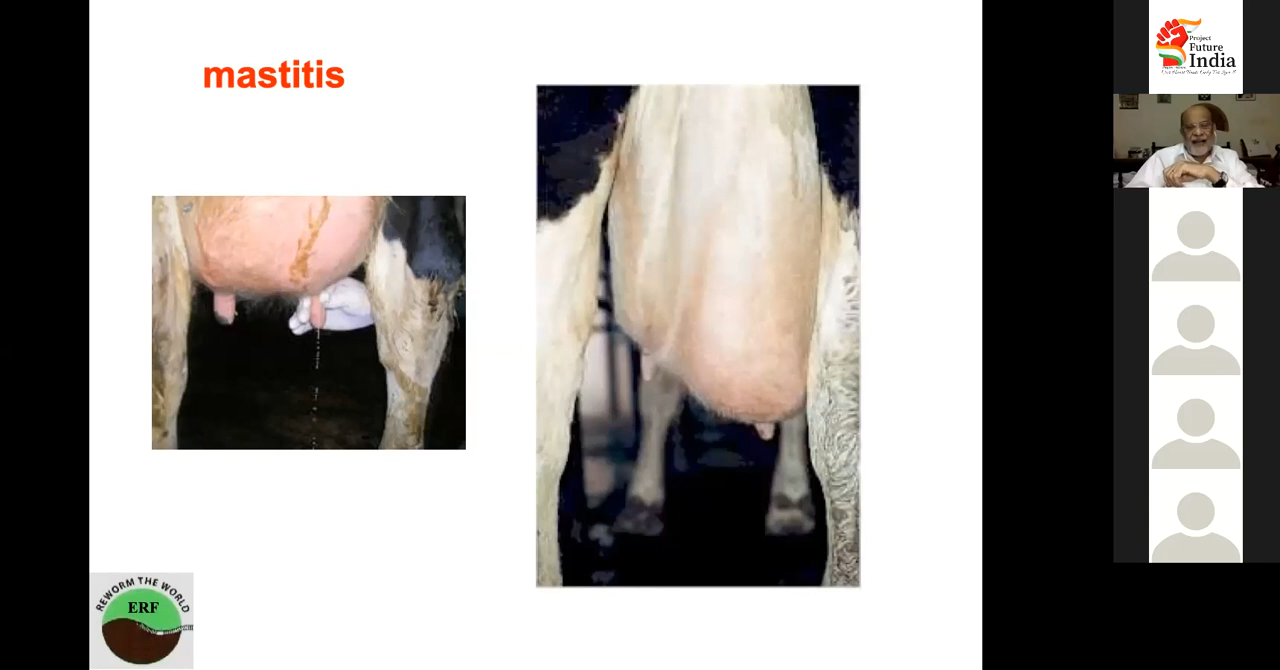 mastitis
REWORM THE WORLD
ERF
Project
Future
India